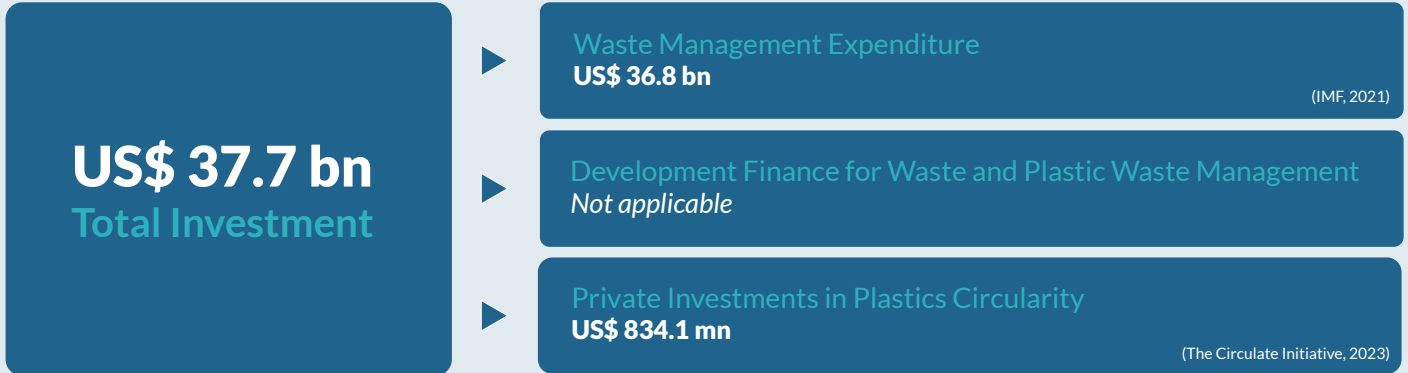 US$ 37.7 bn
Total Investment
Waste Management Expenditure
US$ 36.8 bn
(IMF, 2021)
Development Finance for Waste and Plastic Waste Management
Not applicable
Private Investments in Plastics Circularity
US$ 834.1 mn
(The Circulate Initiative, 2023)